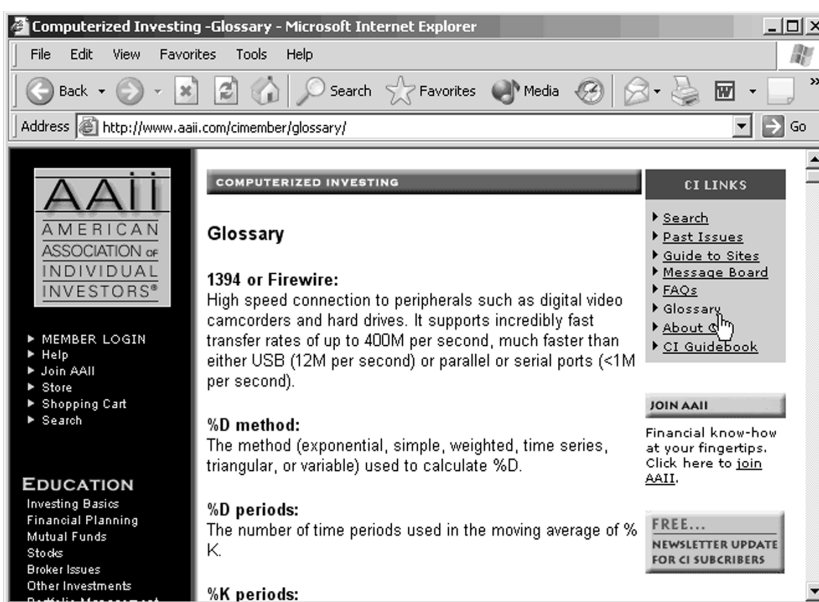 Computerized Investing -Glossary - Microsoft Internet Explorer
File Edit View Favorites Tools Help
Back Search Favorites Media
Address http://www.aaii.com/cimember/glossary/ Go
AAii
AMERICAN
ASSOCIATION OF
INDIVIDUAL
INVESTORS®
MEMBER LOGIN
Help
Join AAII
Store
Shopping Cart
Search
EDUCATION
Investing Basics
Financial Planning
Mutual Funds
Stocks
Broker Issues
Other Investments
Portfolio Management
COMPUTERIZED INVESTING
Glossary
1394 or Firewire:
High speed connection to peripherals such as digital video
camcorders and hard drives. It supports incredibly fast
transfer rates of up to 400M per second, much faster than
either USB (12M per second) or parallel or serial ports (<1M
per second).
%D method:
The method (exponential, simple, weighted, time series,
triangular, or variable) used to calculate %D.
%D periods:
The number of time periods used in the moving average of %
K.
%K periods:
CI LINKS
Search
Past Issues
Guide to Sites
Message Board
FAQs
Glossary
About
CI Guidebook
JOIN AAII
Financial know-how
at your fingertips.
Click here to join
AAII.
FREE...
NEWSLETTER UPDATE
FOR CI SUBCRIBERS